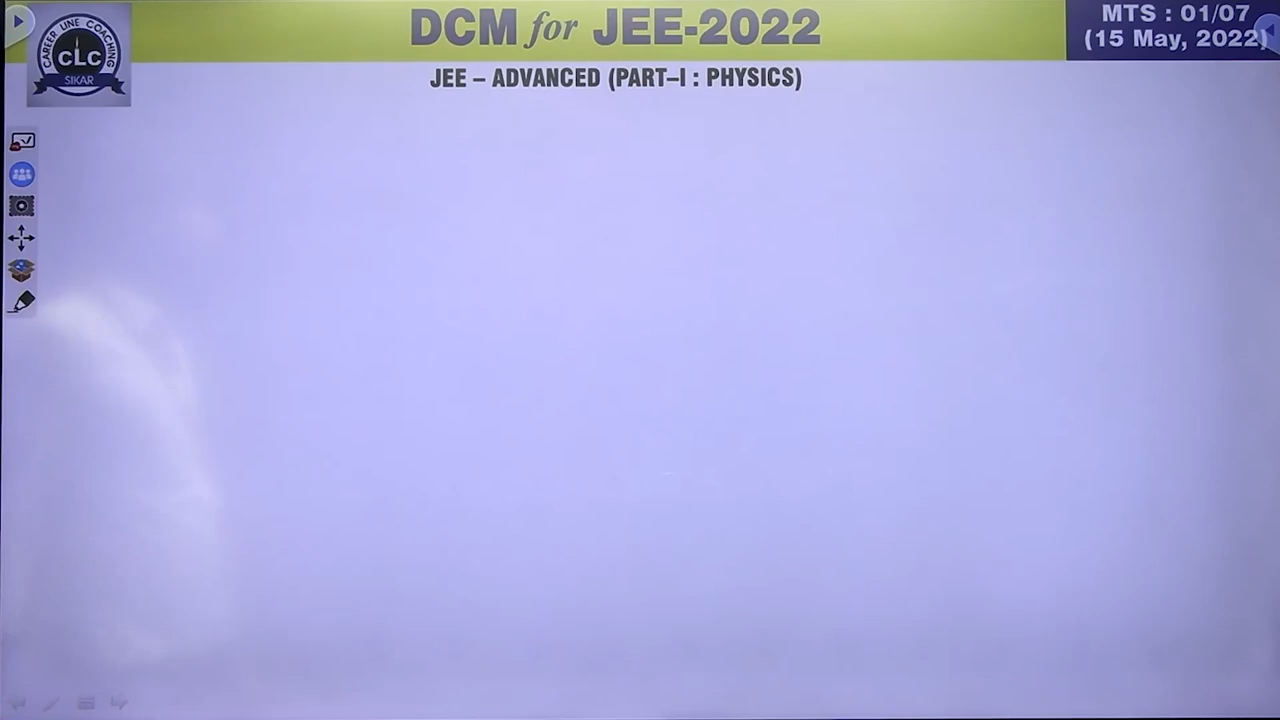 CAREER LINE COACHING
CLC
SIKAR
DCM for JEE-2022
MTS : 01/07
(15 May, 2022)
JEE – ADVANCED (PART–I : PHYSICS)